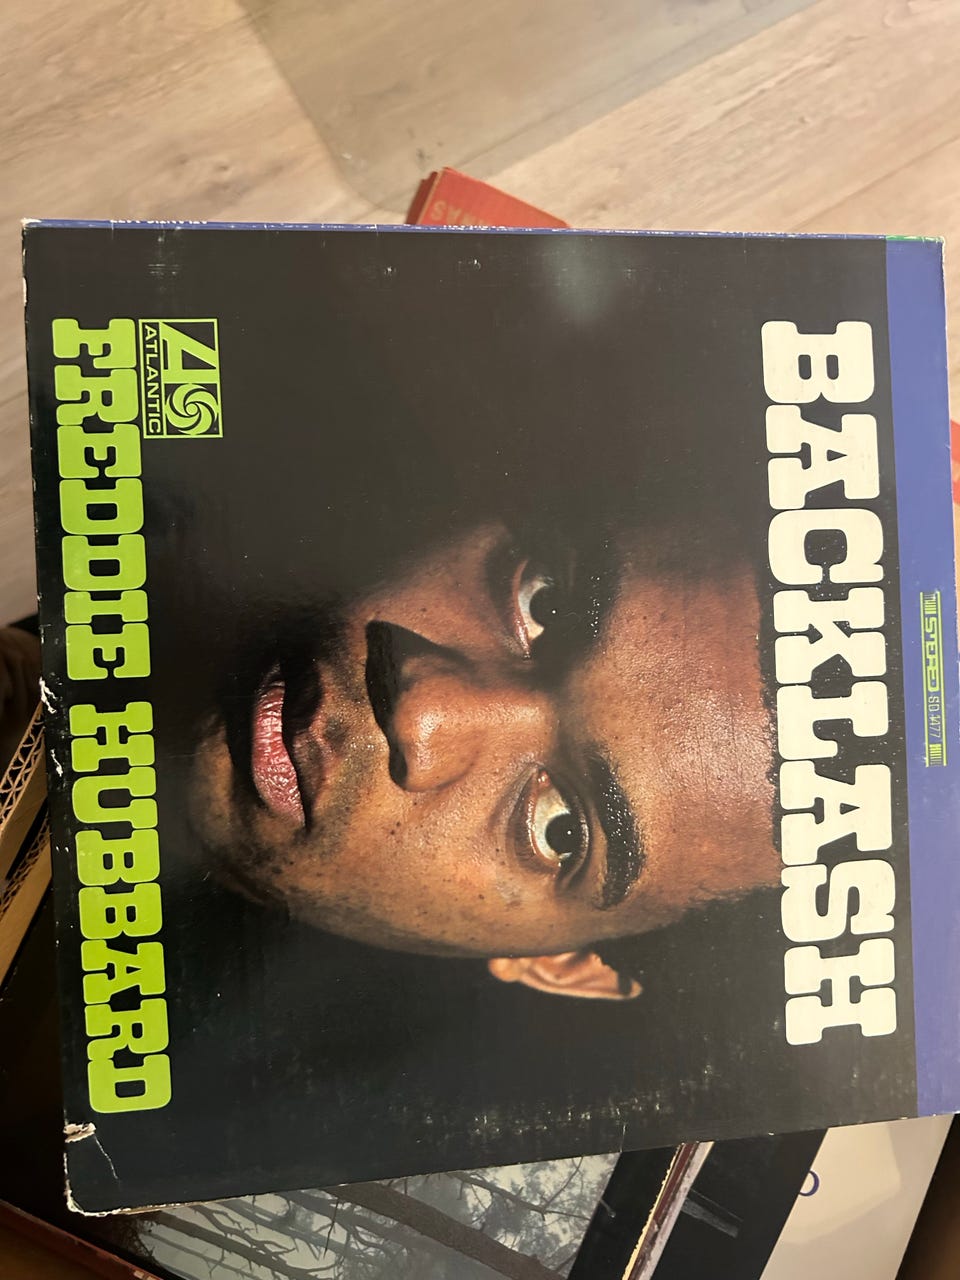 STEREO SD 1477
BACKLASH
ATLANTIC
FREDDIE HUBBARD